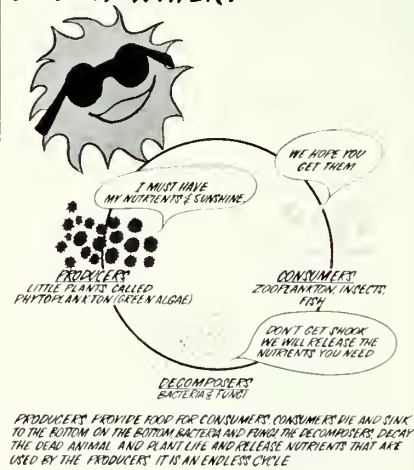 WE HOPE YOU
GET THEM
I MUST HAVE
MY NUTRIENTS & SUNSHINE
PRODUCERS
LITTLE PLANTS CALLED
PHYTOPLANKTON (GREEN ALGAE)
CONSUMERS
ZOOPLANKTON, INSECTS,
FISH
DON'T GET SHOOK
WE WILL RELEASE THE
NUTRIENTS YOU NEED
DECOMPOSERS
BACTERIA & FUNGI
PRODUCERS PROVIDE FOOD FOR CONSUMERS. CONSUMERS DIE AND SINK
TO THE BOTTOM. ON THE BOTTOM BACTERIA AND FUNGI, THE DECOMPOSERS, DECAY
THE DEAD ANIMAL AND PLANT LIFE AND RELEASE NUTRIENTS THAT ARE
USED BY THE PRODUCERS. IT IS AN ENDLESS CYCLE